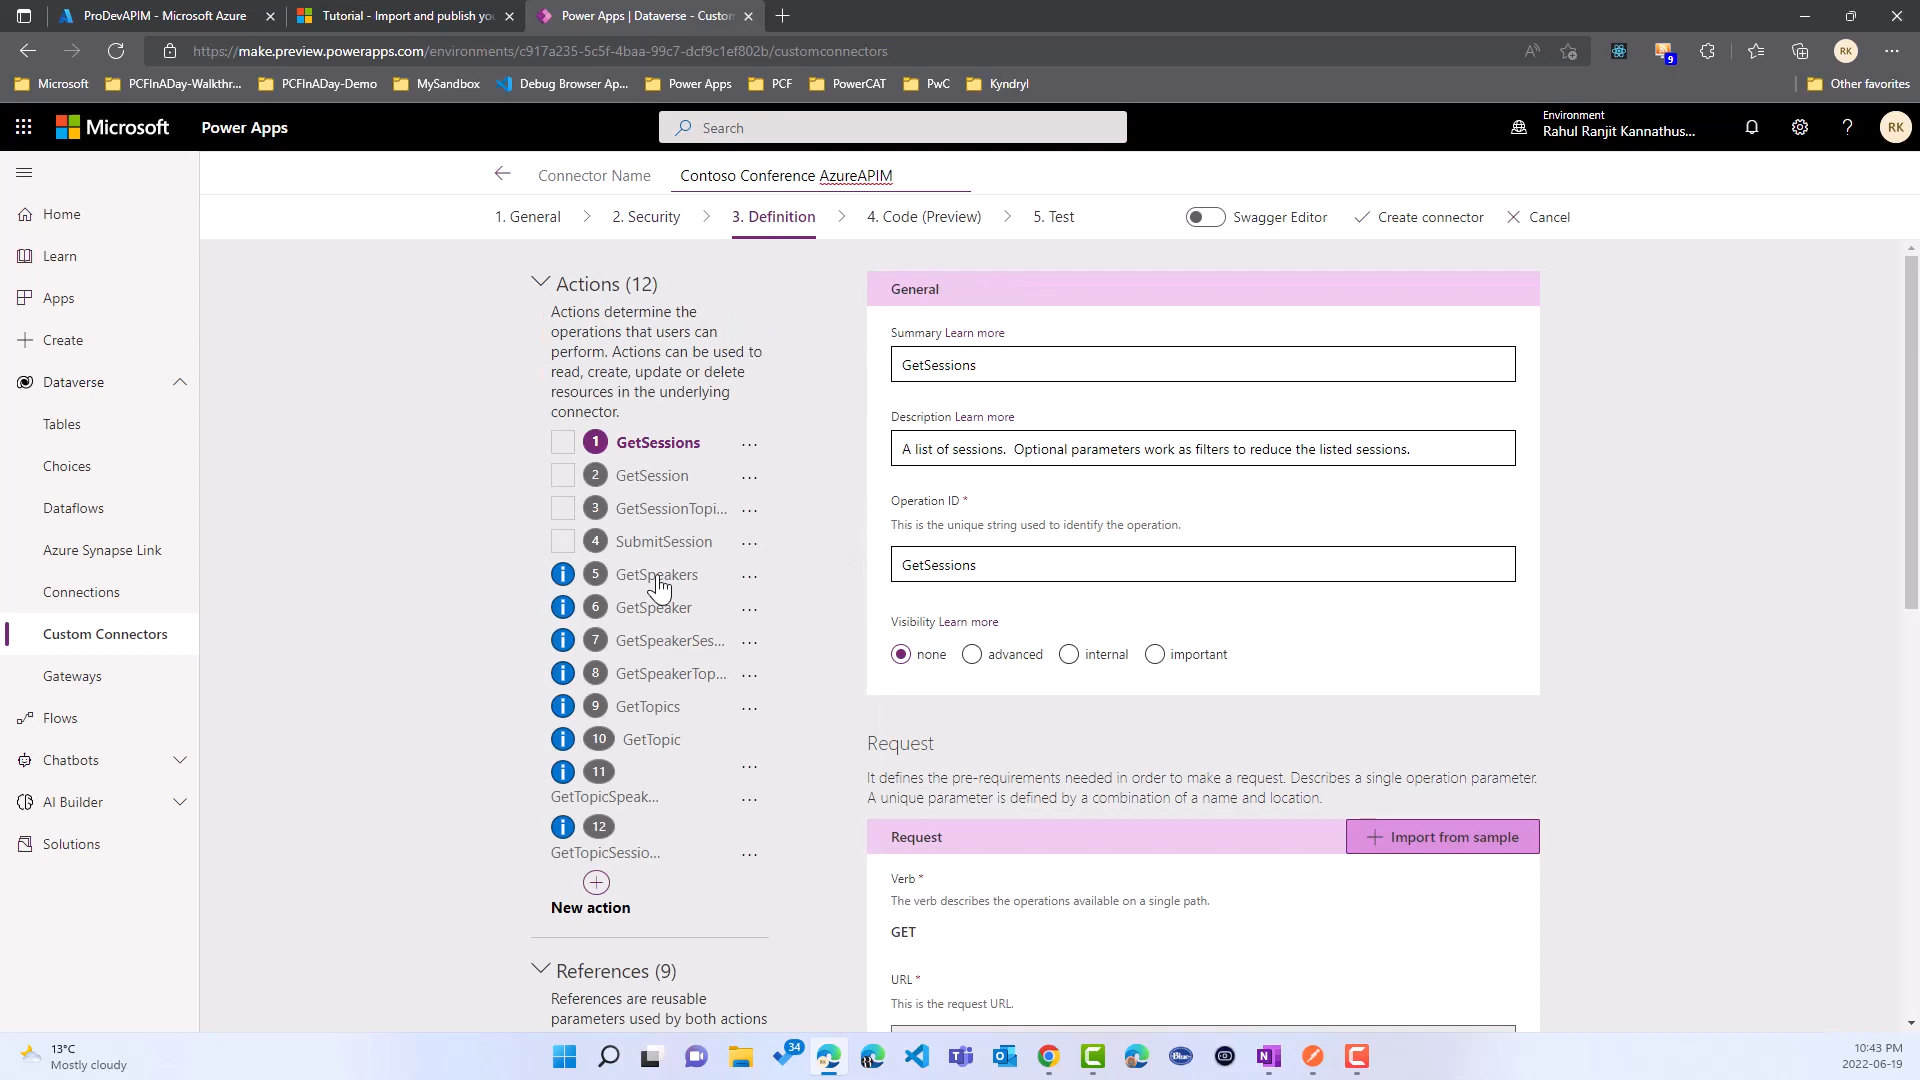 ProDevAPIM - Microsoft Azure
Tutorial - Import and publish yo
Power Apps | Dataverse - Custom
https://make.preview.powerapps.com/environments/c917a235-5c5f-4baa-99c7-dcf9c1ef802b/customconnectors
9
RK
Microsoft
PCFInADay-Walkthr...
PCFInADay-Demo
MySandbox
Debug Browser Ap...
Power Apps
PCF
PowerCAT
PwC
Kyndryl
Other favorites
Microsoft
Power Apps
Search
Environment
Rahul Ranjit Kannathus...
?
RK
Connector Name
Contoso Conference AzureAPIM
1. General
2. Security
3. Definition
4. Code (Preview)
5. Test
Swagger Editor
Create connector
Cancel
Home
Learn
Apps
Create
Dataverse
Tables
Choices
Dataflows
Azure Synapse Link
Connections
Custom Connectors
Gateways
Flows
Chatbots
AI Builder
Solutions
Actions (12)
Actions determine the
operations that users can
perform. Actions can be used to
read, create, update or delete
resources in the underlying
connector.
1 GetSessions ...
2 GetSession ...
3 GetSessionTopi... ...
4 SubmitSession ...
i 5 GetSpeakers ...
i 6 GetSpeaker ...
i 7 GetSpeakerSes... ...
i 8 GetSpeakerTop... ...
i 9 GetTopics ...
i 10 GetTopic
i 11 ...
GetTopicSpeak... ...
i 12
GetTopicSessio... ...
New action
References (9)
References are reusable
parameters used by both actions
General
Summary Learn more
GetSessions
Description Learn more
A list of sessions.  Optional parameters work as filters to reduce the listed sessions.
Operation ID *
This is the unique string used to identify the operation.
GetSessions
Visibility Learn more
none
advanced
internal
important
Request
It defines the pre-requirements needed in order to make a request. Describes a single operation parameter.
A unique parameter is defined by a combination of a name and location.
Request
Import from sample
Verb *
The verb describes the operations available on a single path.
GET
URL *
This is the request URL.
13°C
Mostly cloudy
34
Blue
10:43 PM
2022-06-19